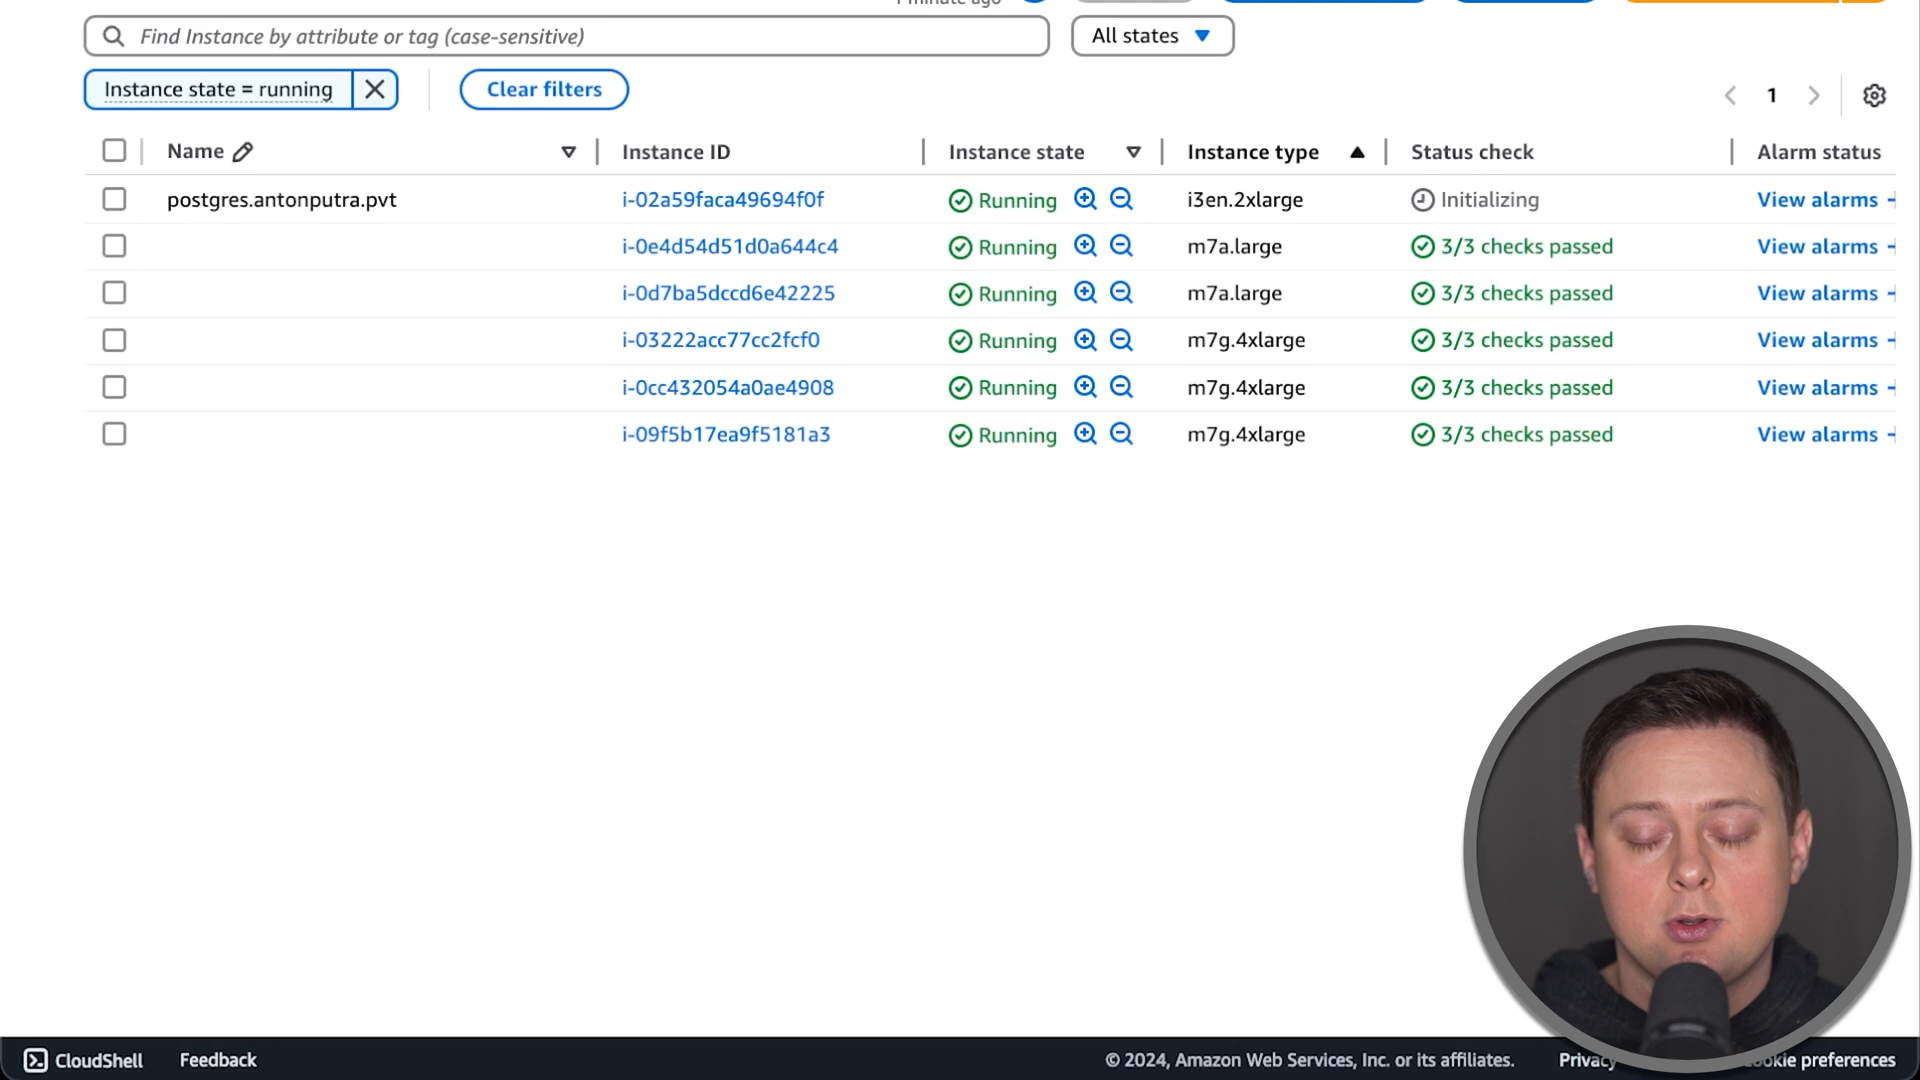 1 minute ago
Find Instance by attribute or tag (case-sensitive)
All states
Instance state = running
Clear filters
1
Name Instance ID Instance state Instance type Status check Alarm status
postgres.antonputra.pvt i-02a59faca49694f0f Running i3en.2xlarge Initializing View alarms +
i-0e4d54d51d0a644c4 Running m7a.large 3/3 checks passed View alarms +
i-0d7ba5dccd6e42225 Running m7a.large 3/3 checks passed View alarms +
i-03222acc77cc2fcf0 Running m7g.4xlarge 3/3 checks passed View alarms +
i-0cc432054a0ae4908 Running m7g.4xlarge 3/3 checks passed View alarms +
i-09f5b17ea9f5181a3 Running m7g.4xlarge 3/3 checks passed View alarms +
CloudShell Feedback © 2024, Amazon Web Services, Inc. or its affiliates. Privacy ookie preferences